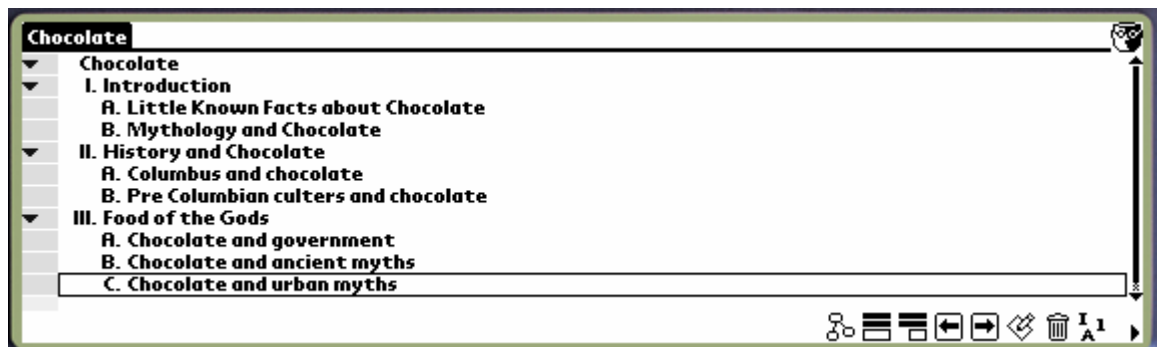 Chocolate
Chocolate
I. Introduction
A. Little Known Facts about Chocolate
B. Mythology and Chocolate
II. History and Chocolate
A. Columbus and chocolate
B. Pre Columbian culters and chocolate
III. Food of the Gods
A. Chocolate and government
B. Chocolate and ancient myths
C. Chocolate and urban myths
I A 1